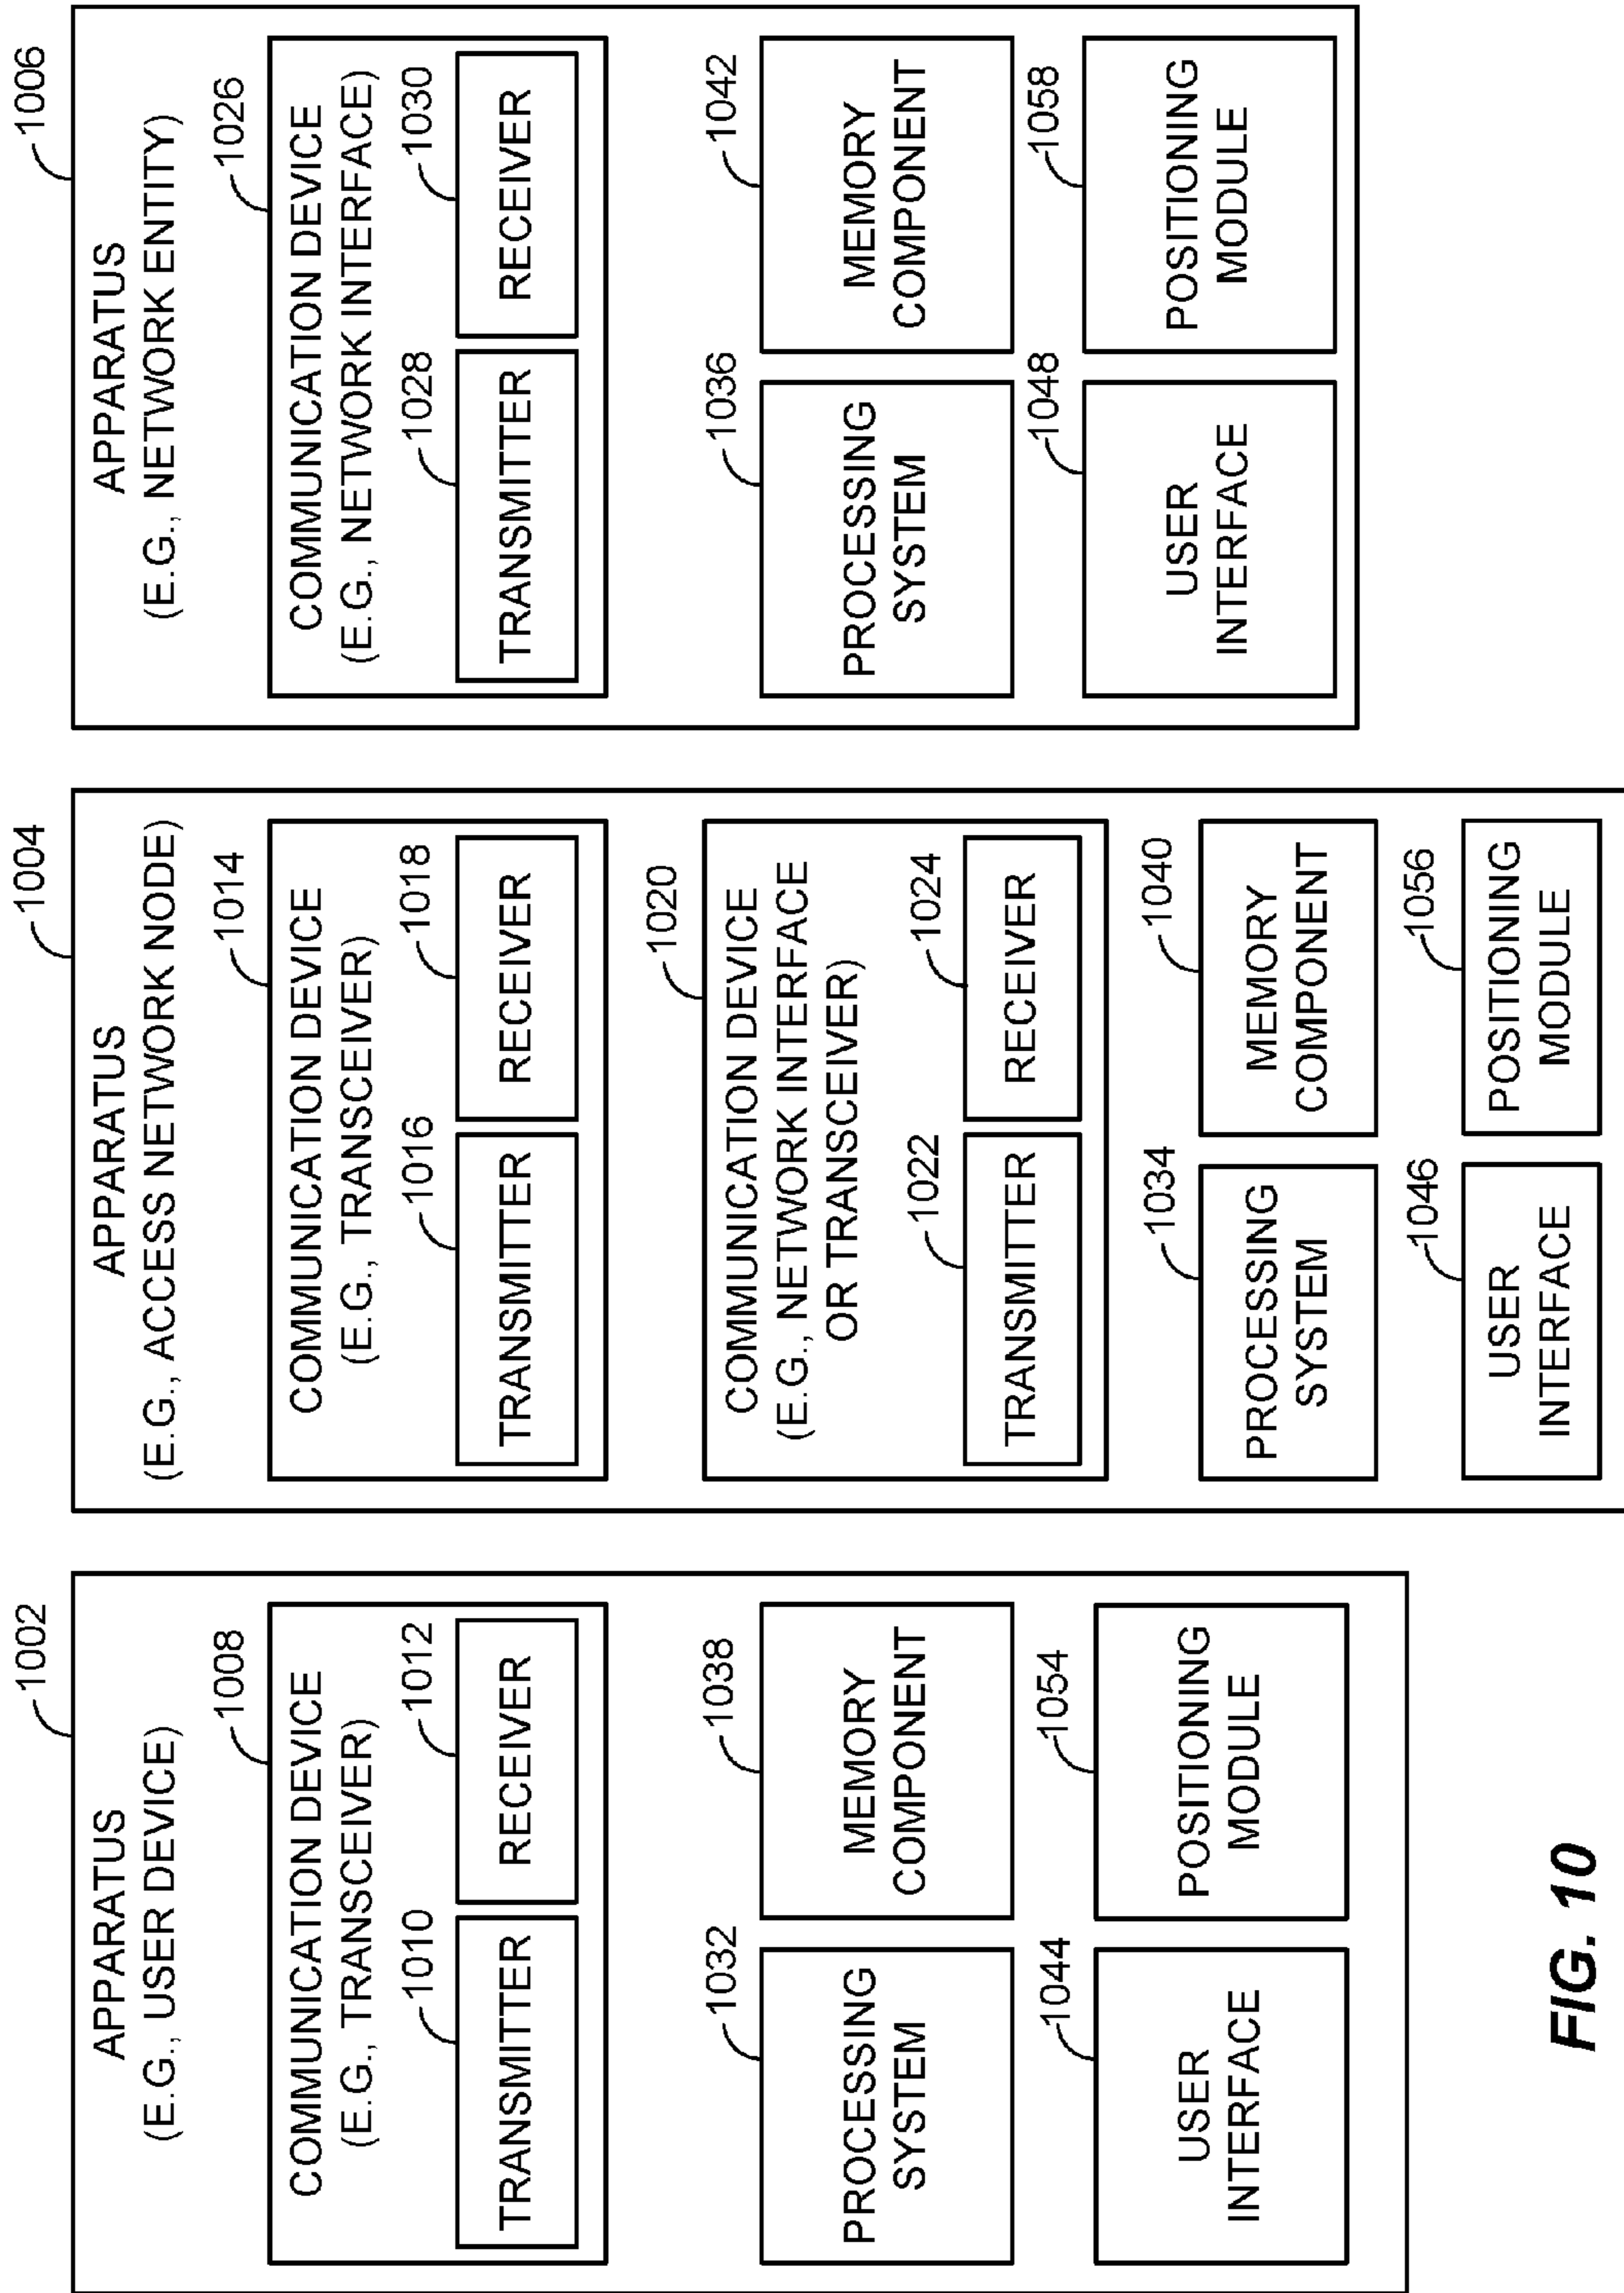 1002
APPARATUS
(E.G., USER DEVICE)
1008
COMMUNICATION DEVICE
(E.G., TRANSCEIVER)
1010
1012
TRANSMITTER
RECEIVER
1032
1038
PROCESSING
SYSTEM
MEMORY
COMPONENT
1044
1054
USER
INTERFACE
POSITIONING
MODULE
1004
APPARATUS
(E.G., ACCESS NETWORK NODE)
1014
COMMUNICATION DEVICE
(E.G., TRANSCEIVER)
1016
1018
TRANSMITTER
RECEIVER
1020
COMMUNICATION DEVICE
(E.G., NETWORK INTERFACE
OR TRANSCEIVER)
1022
1024
TRANSMITTER
RECEIVER
1034
1040
PROCESSING
SYSTEM
MEMORY
COMPONENT
1046
1056
USER
INTERFACE
POSITIONING
MODULE
1006
APPARATUS
(E.G., NETWORK ENTITY)
1026
COMMUNICATION DEVICE
(E.G., NETWORK INTERFACE)
1028
1030
TRANSMITTER
RECEIVER
1036
1042
PROCESSING
SYSTEM
MEMORY
COMPONENT
1048
1058
USER
INTERFACE
POSITIONING
MODULE
FIG. 10